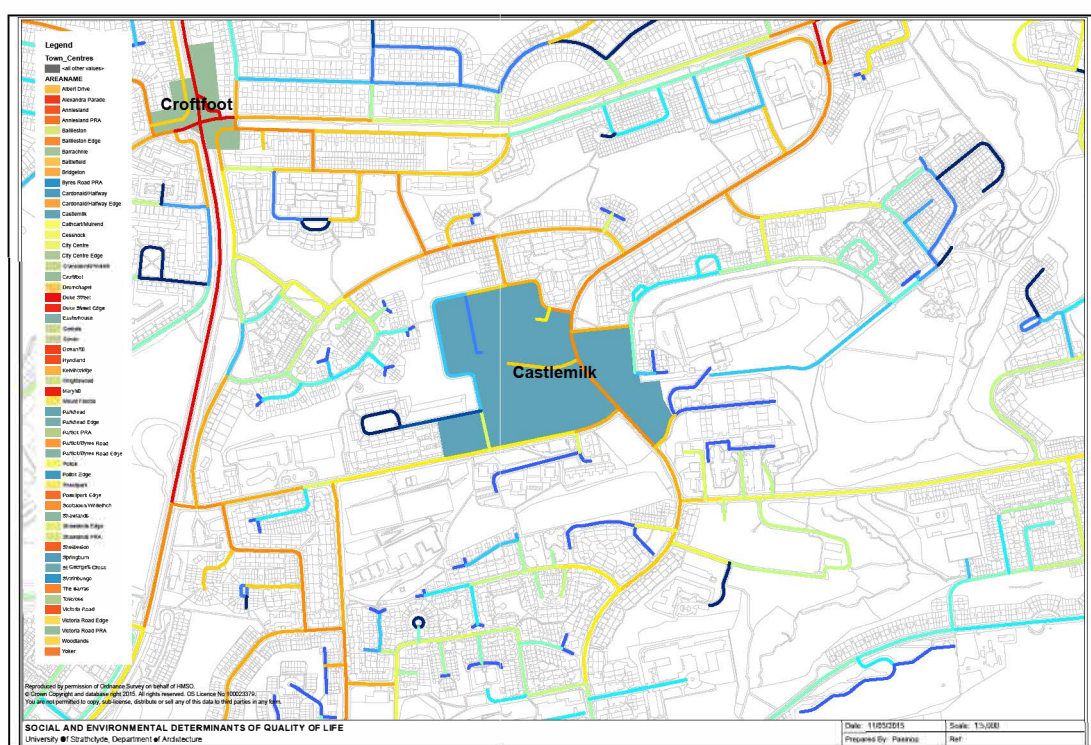 Legend
Town_Centres
<all other values>
AREANAME
Albert Drive
Alexandra Parade
Anniesland
Anniesland PRA
Baillieston
Baillieston Edge
Barrachnie
Battlefield
Bridgeton
Byres Road PRA
Cardonald/Halfway
Cardonald/Halfway Edge
Castlemilk
Cathcart/Muirend
Cessnock
City Centre
City Centre Edge
Croftfoot
Drumchapel
Duke Street
Duke Street Edge
Easterhouse
Govanhill
Hyndland
Kelvinbridge
Maryhill
Mount Florida
Parkhead
Parkhead Edge
Partick PRA
Partick/Byres Road
Partick/Byres Road Edge
Pollok
Pollok Edge
Possilpark Edge
Scotstoun/Whiteinch
Shawlands
Shawlands Edge
Shawlands PRA
Shettleston
Springburn
St George's Cross
Strathbungo
The Barras
Tollcross
Victoria Road
Victoria Road Edge
Victoria Road PRA
Woodlands
Yoker
Croftfoot
Castlemilk
Reproduced by permission of Ordnance Survey on behalf of HMSO.
© Crown Copyright and database right 2015. All rights reserved. OS Licence No 100023379.
You are not permitted to copy, sub-license, distribute or sell any of this data to third parties in any form.
SOCIAL AND ENVIRONMENTAL DETERMINANTS OF QUALITY OF LIFE
University Of Strathclyde, Department of Architecture
Date: 11/03/2015
Scale: 1:5,000
Prepared By:
Ref: